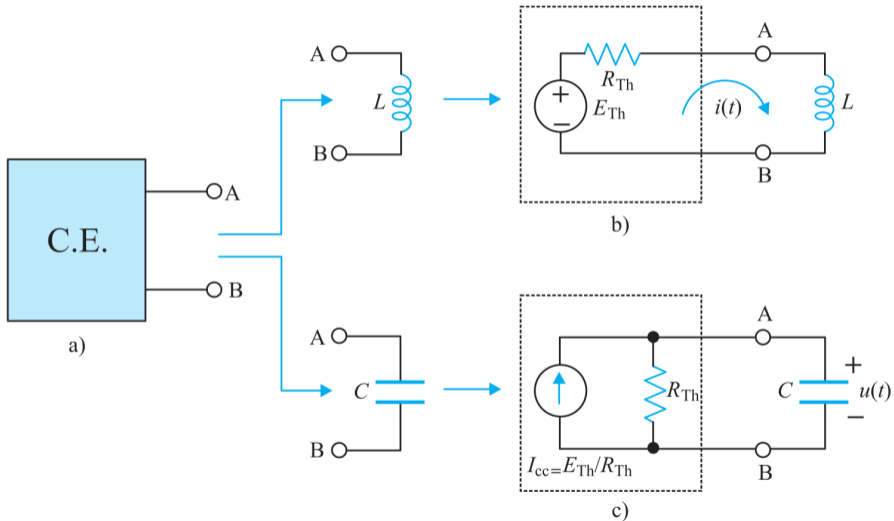 C.E.
A
B
a)
A
L
B
R_Th
+
−
E_Th
i(t)
A
L
B
b)
A
C
B
R_Th
I_cc=E_Th/R_Th
A
C
+
u(t)
−
B
c)